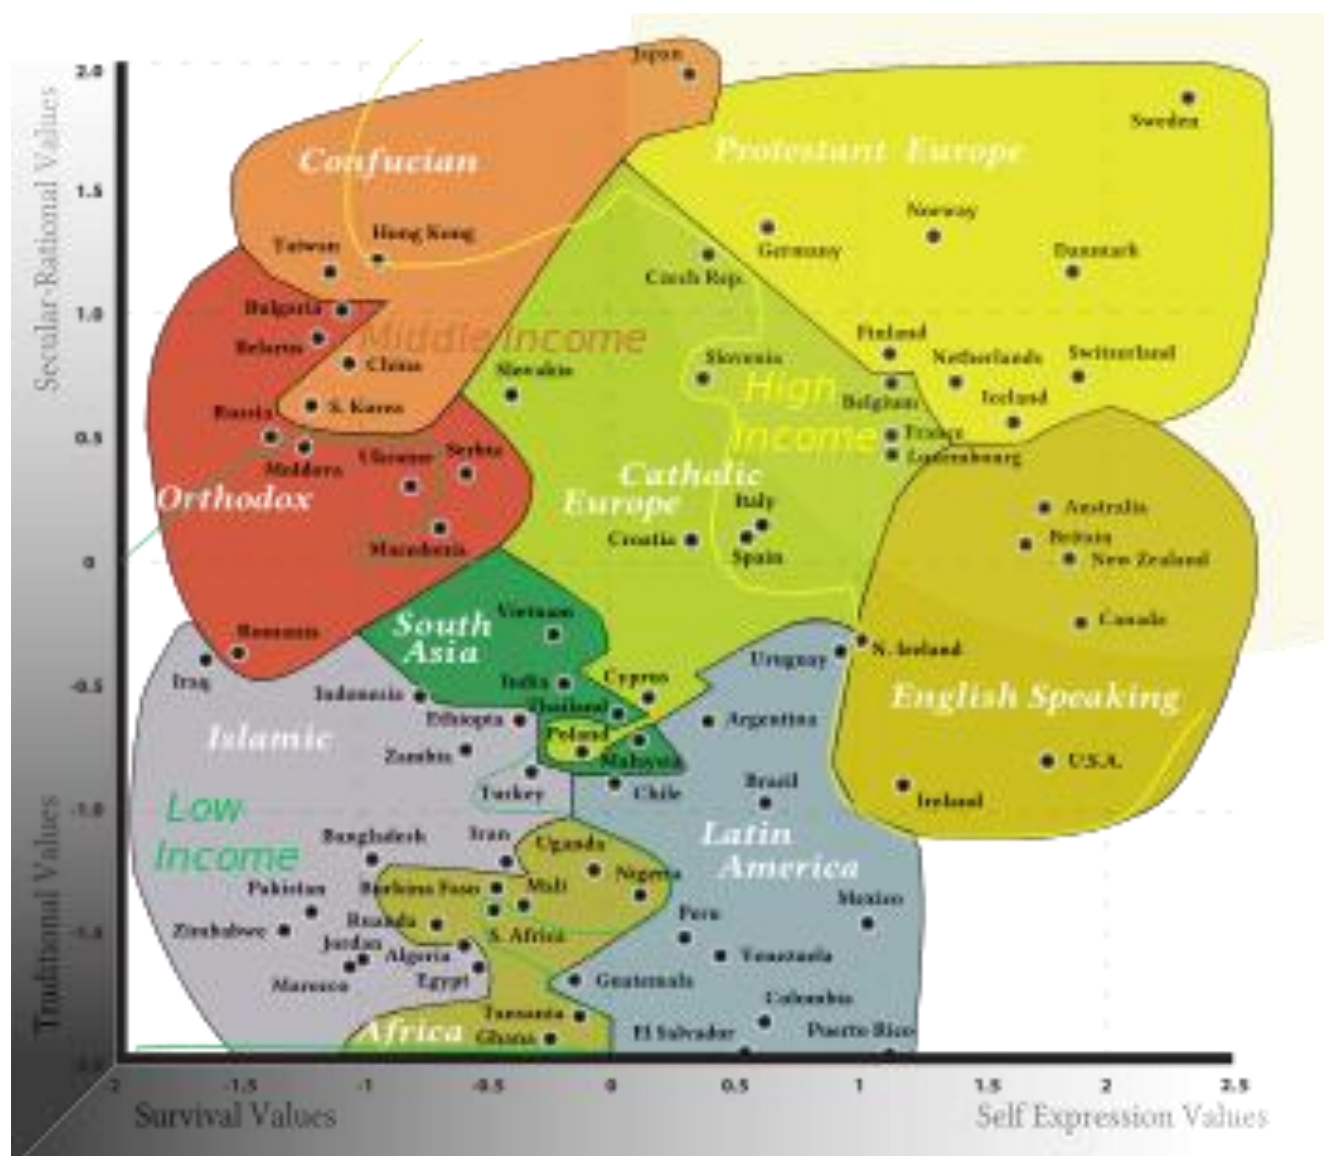 Japan
2.0
Sweden
Protestant Europe
Confucian
1.5
Norway
Hong Kong
Taiwan
Germany
Danmark
Czech Rep.
Secular-Rational Values
Bulgaria
1.0
Middle Income
Finland
Belarus
China
Slovakia
Slovenia
Netherlands
Switzerland
High
Income
Belgium
Iceland
Russia
S. Korea
0.5
France
Luxembourg
Moldova
Ukraine
Serbia
Orthodox
Catholic
Europe
Italy
Australia
Croatia
Spain
Britain
New Zealand
Macedonia
0
Vietnam
South
Asia
Canada
Romania
Uruguay
N. Ireland
Iraq
-0.5
Indonesia
India
Cyprus
English Speaking
Thailand
Ethiopia
Argentina
Islamic
Poland
Zambia
Malaysia
U.S.A.
Turkey
Chile
Brazil
Ireland
Low
Income
-1.0
Bangladesh
Iran
Uganda
Latin
America
Pakistan
Burkina Faso
Mali
Nigeria
Mexico
Zimbabwe
Ruanda
S. Africa
Peru
-1.5
Jordan
Algeria
Venezuela
Morocco
Egypt
Guatemala
Traditional Values
Colombia
Tansania
Africa
Ghana
El Salvador
Puerto Rico
-2
-1.5
-1
-0.5
0
0.5
1
1.5
2
2.5
Survival Values
Self Expression Values